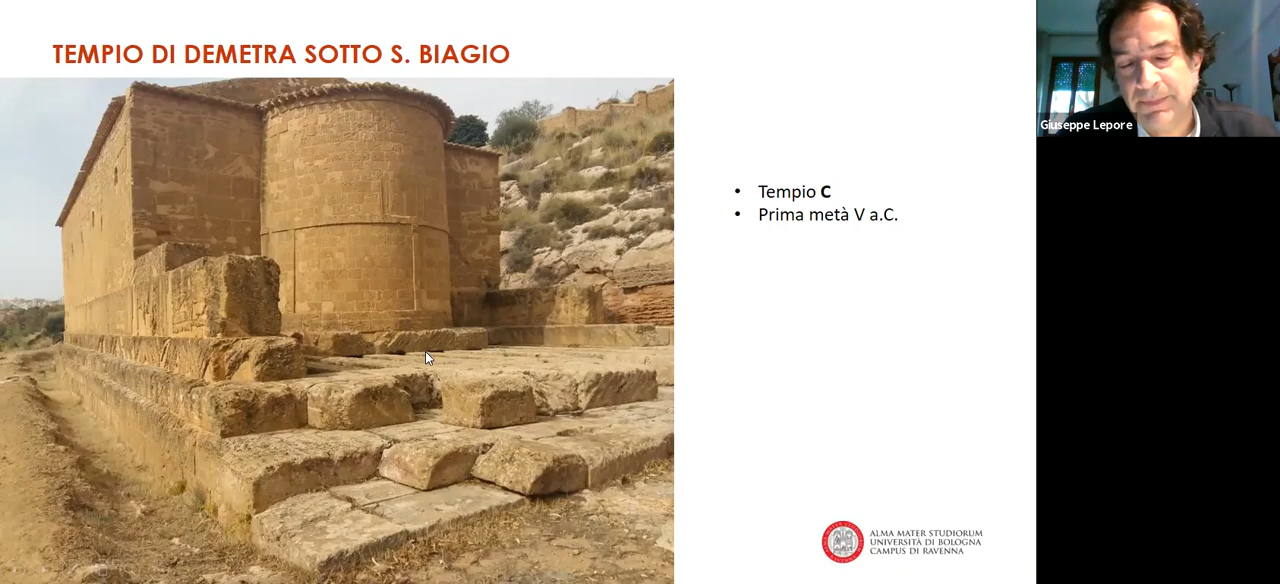 TEMPIO DI DEMETRA SOTTO S. BIAGIO
Giuseppe Lepore
• Tempio C
• Prima metà V a.C.
ALMA MATER STUDIORUM
UNIVERSITÀ DI BOLOGNA
CAMPUS DI RAVENNA